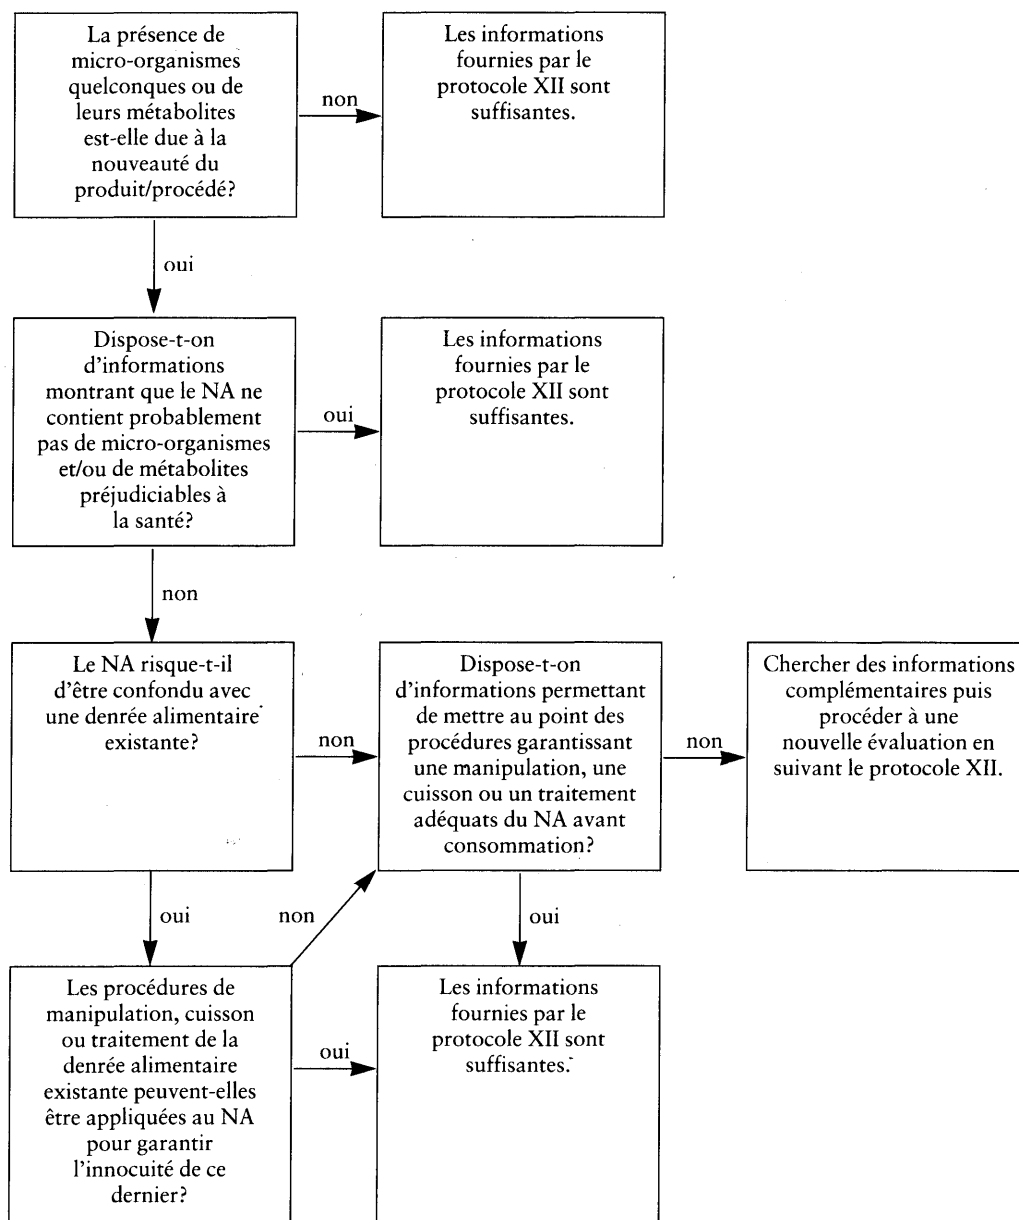 La présence de
micro-organismes
quelconques ou de
leurs métabolites
est-elle due à la
nouveauté du
produit/procédé?
non
Les informations
fournies par le
protocole XII sont
suffisantes.
oui
Dispose-t-on
d'informations
montrant que le NA ne
contient probablement
pas de micro-organismes
et/ou de métabolites
préjudiciables à
la santé?
oui
Les informations
fournies par le
protocole XII sont
suffisantes.
non
Le NA risque-t-il
d'être confondu avec
une denrée alimentaire
existante?
non
Dispose-t-on
d'informations permettant
de mettre au point des
procédures garantissant
une manipulation, une
cuisson ou un traitement
adéquats du NA avant
consommation?
non
Chercher des informations
complémentaires puis
procéder à une
nouvelle évaluation en
suivant le protocole XII.
oui
non
oui
Les procédures de
manipulation, cuisson
ou traitement de la
denrée alimentaire
existante peuvent-elles
être appliquées au NA
pour garantir
l'innocuité de ce
dernier?
oui
Les informations
fournies par le
protocole XII sont
suffisantes.